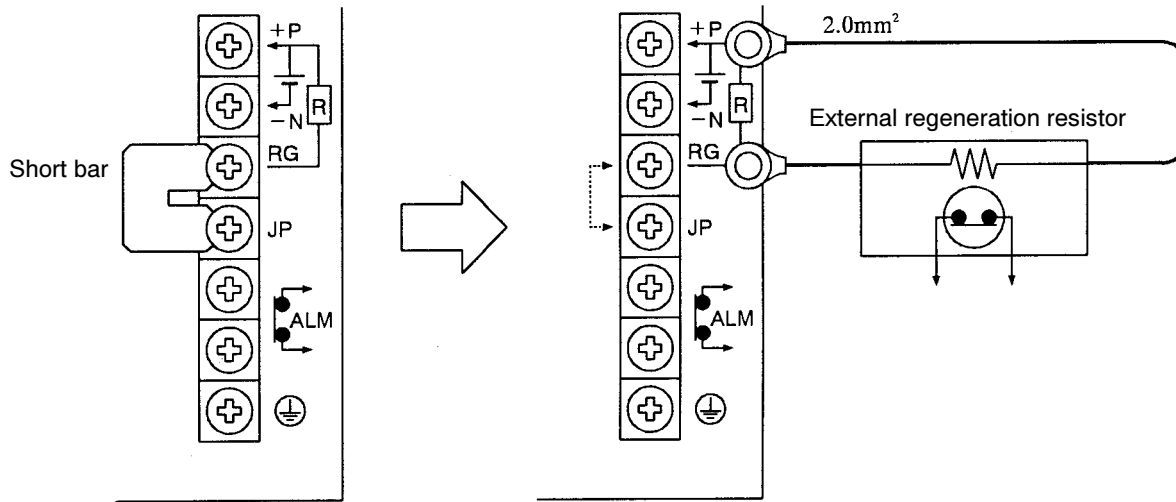 +P
R
−N
Short bar
RG
JP
ALM
2.0mm²
+P
R
−N
External regeneration resistor
RG
JP
ALM